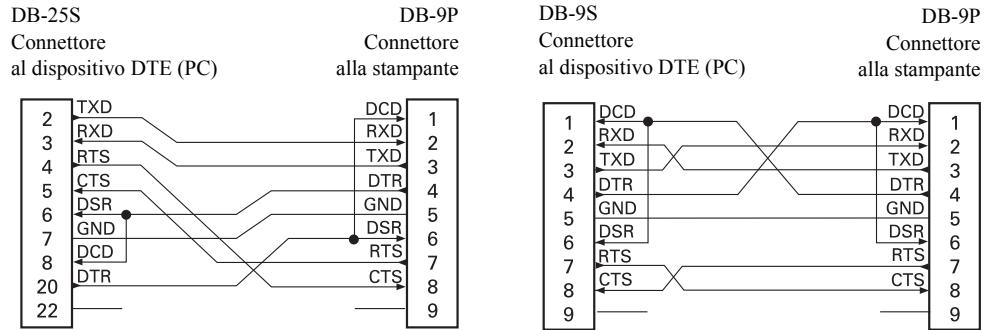 DB-25S
Connettore
al dispositivo DTE (PC)
DB-9P
Connettore
alla stampante
2 TXD DCD 1
3 RXD RXD 2
4 RTS TXD 3
5 CTS DTR 4
6 DSR GND 5
7 GND DSR 6
8 DCD RTS 7
20 DTR CTS 8
22 9
DB-9S
Connettore
al dispositivo DTE (PC)
DB-9P
Connettore
alla stampante
1 DCD DCD 1
2 RXD RXD 2
3 TXD TXD 3
4 DTR DTR 4
5 GND GND 5
6 DSR DSR 6
7 RTS RTS 7
8 CTS CTS 8
9 9